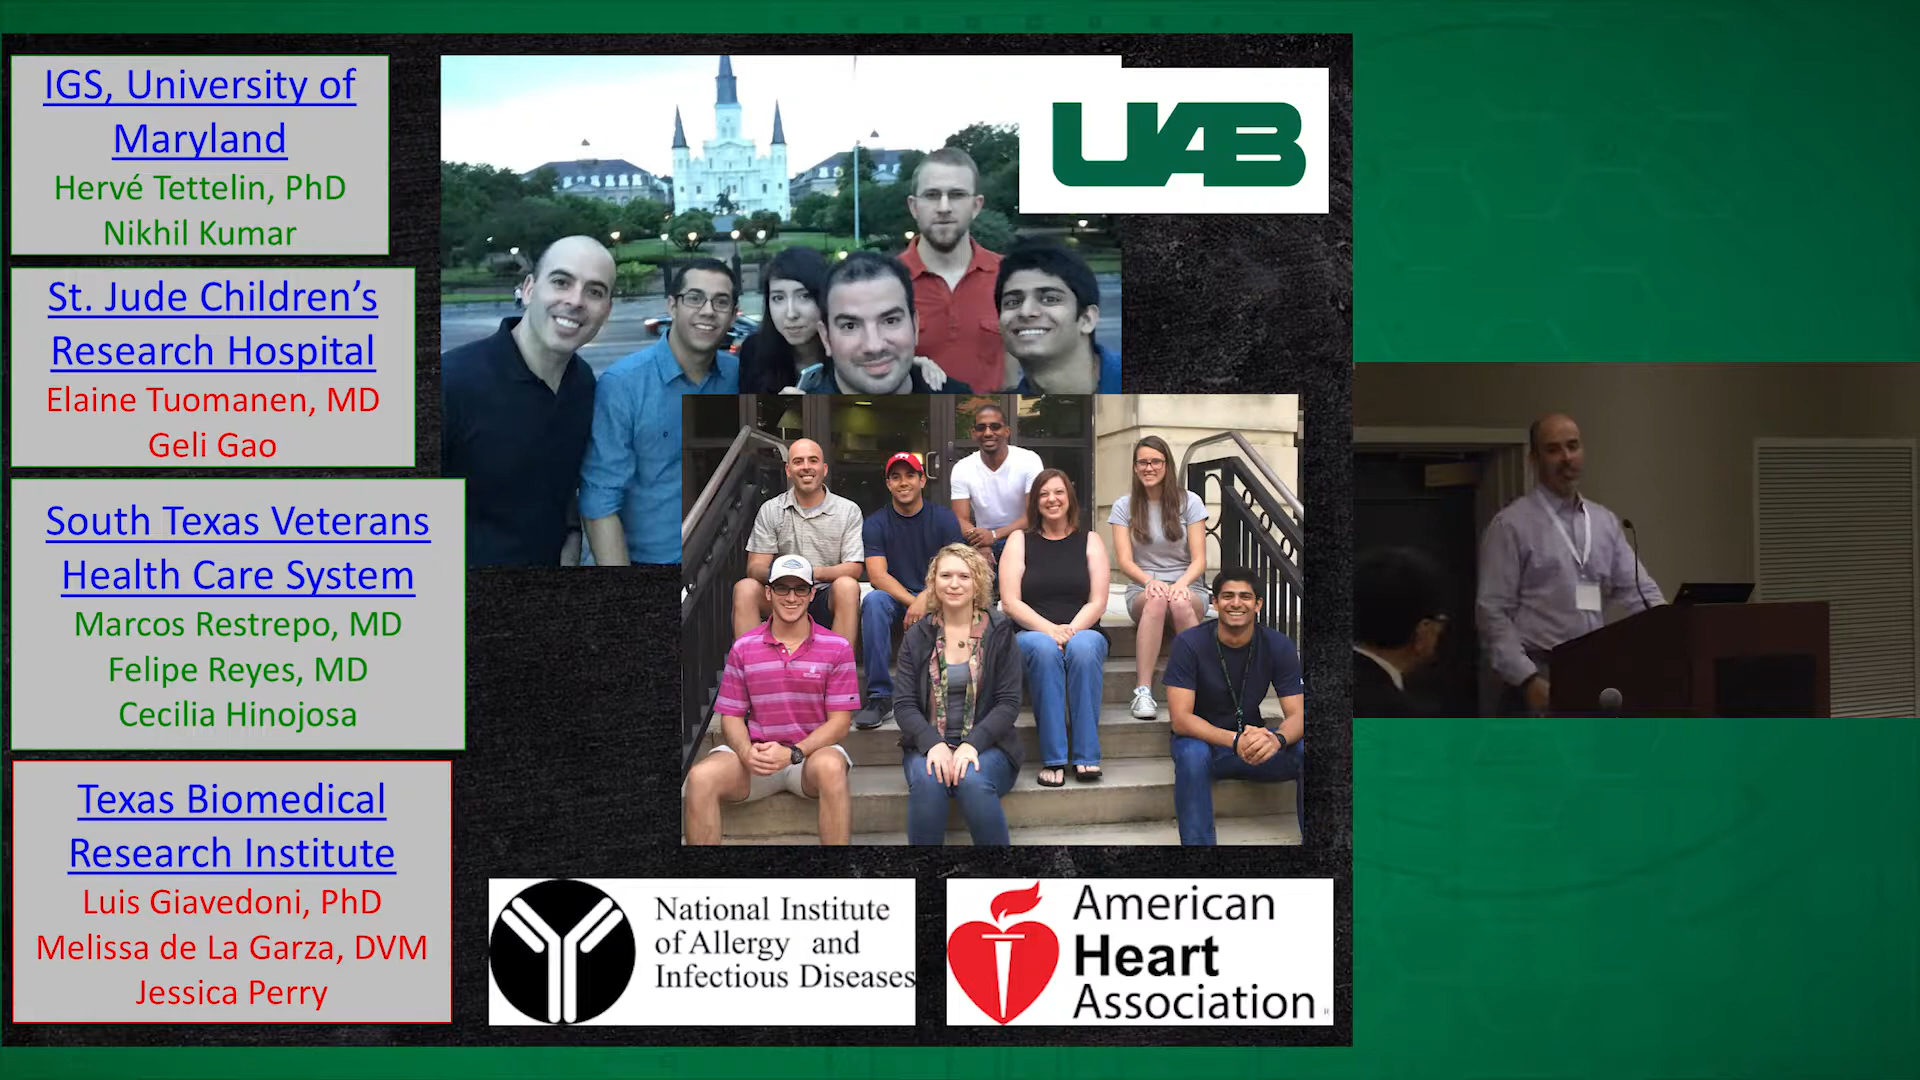 IGS, University of
Maryland
Hervé Tettelin, PhD
Nikhil Kumar
St. Jude Children's
Research Hospital
Elaine Tuomanen, MD
Geli Gao
South Texas Veterans
Health Care System
Marcos Restrepo, MD
Felipe Reyes, MD
Cecilia Hinojosa
Texas Biomedical
Research Institute
Luis Giavedoni, PhD
Melissa de La Garza, DVM
Jessica Perry
UAB
National Institute
of Allergy and
Infectious Diseases
American
Heart
Association